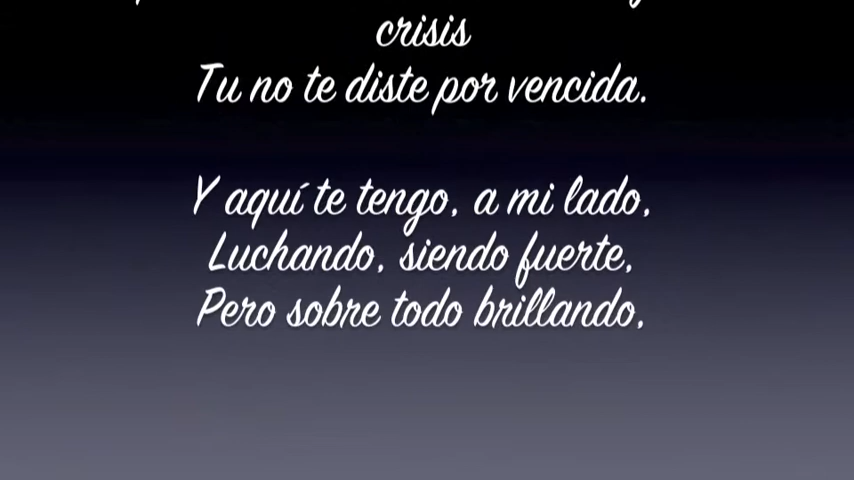 crisis
Tu no te diste por vencida.
Y aquí te tengo, a mi lado,
Luchando, siendo fuerte,
Pero sobre todo brillando,